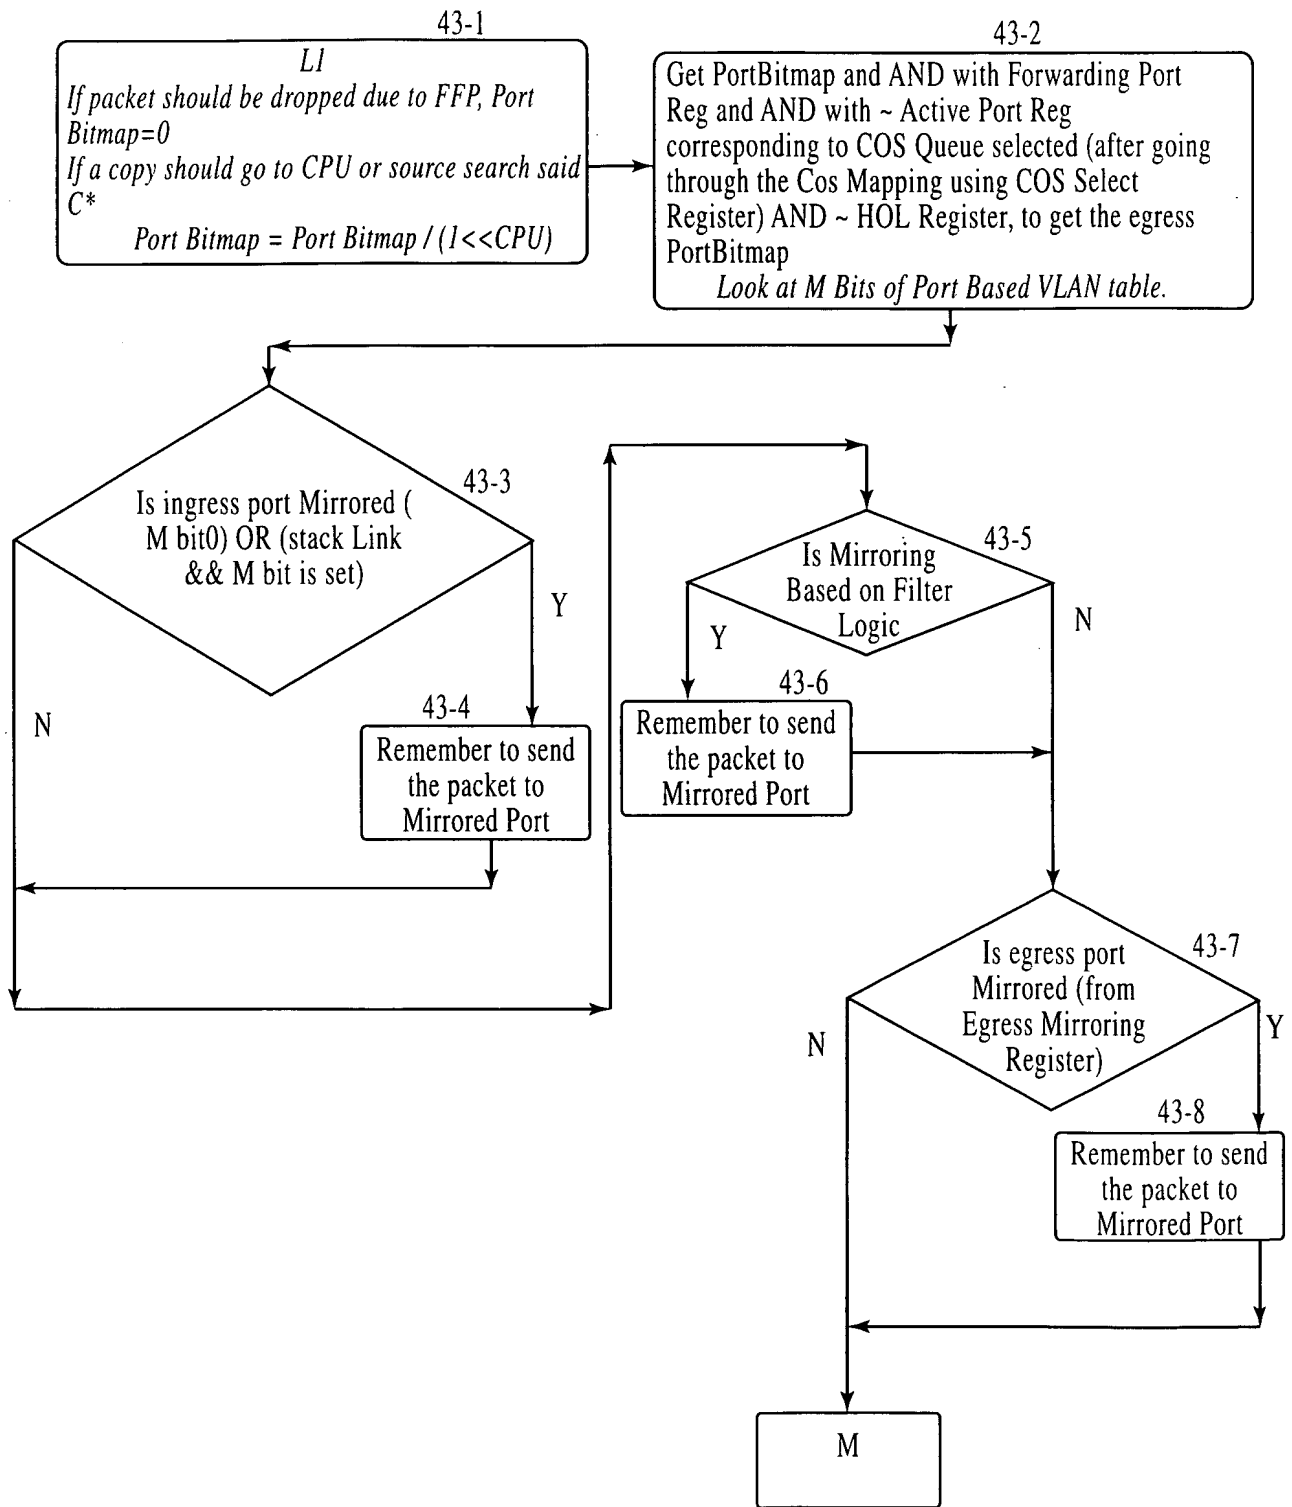 43-1
L1
If packet should be dropped due to FFP, Port
Bitmap=0
If a copy should go to CPU or source search said
C*
Port Bitmap = Port Bitmap / (1<<CPU)
43-2
Get PortBitmap and AND with Forwarding Port
Reg and AND with ~ Active Port Reg
corresponding to COS Queue selected (after going
through the Cos Mapping using COS Select
Register) AND ~ HOL Register, to get the egress
PortBitmap
Look at M Bits of Port Based VLAN table.
43-3
Is ingress port Mirrored (
M bit0) OR (stack Link
&& M bit is set)
Y
N
43-4
Remember to send
the packet to
Mirrored Port
43-5
Is Mirroring
Based on Filter
Logic
Y
N
43-6
Remember to send
the packet to
Mirrored Port
43-7
Is egress port
Mirrored (from
Egress Mirroring
Register)
N
Y
43-8
Remember to send
the packet to
Mirrored Port
M